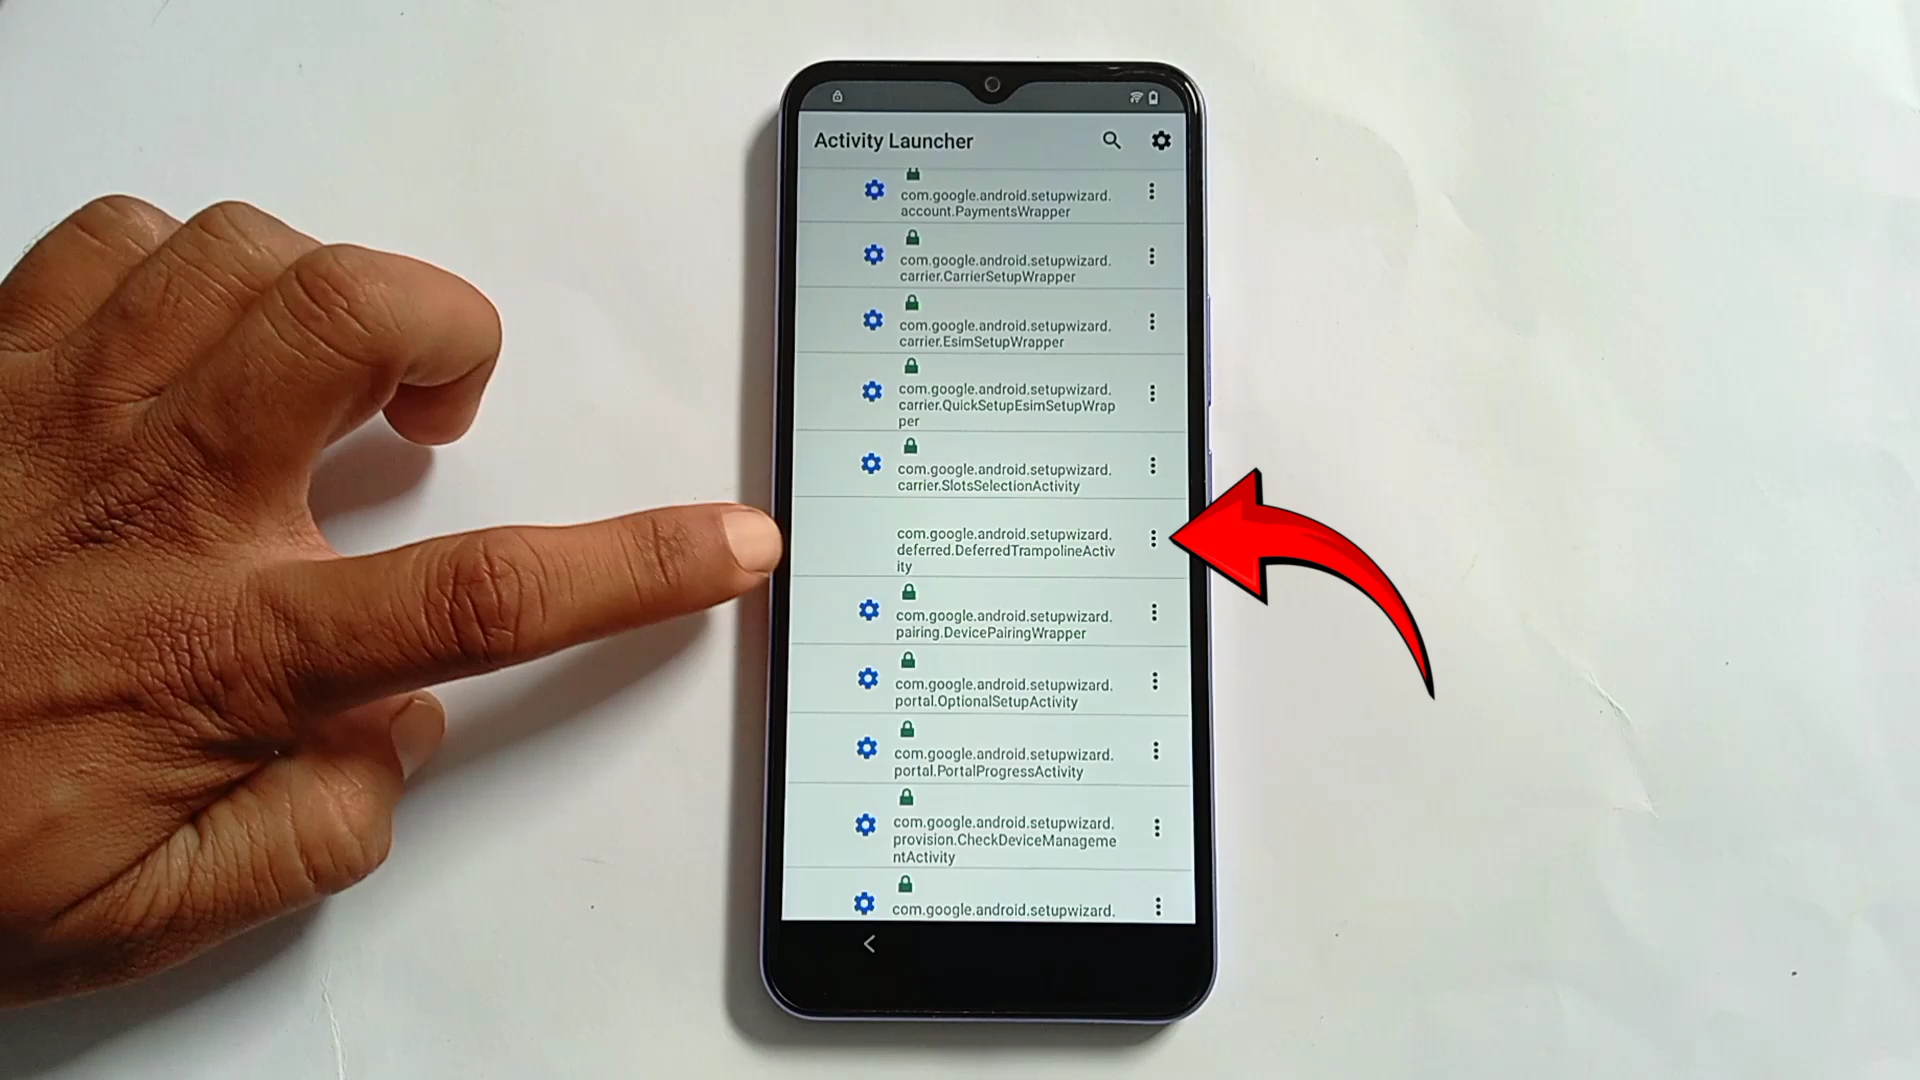 Activity Launcher
com.google.android.setupwizard.
account.PaymentsWrapper
com.google.android.setupwizard.
carrier.CarrierSetupWrapper
com.google.android.setupwizard.
carrier.EsimSetupWrapper
com.google.android.setupwizard.
carrier.QuickSetupEsimSetupWrap
per
com.google.android.setupwizard.
carrier.SlotsSelectionActivity
com.google.android.setupwizard.
deferred.DeferredTrampolineActiv
ity
com.google.android.setupwizard.
pairing.DevicePairingWrapper
com.google.android.setupwizard.
portal.OptionalSetupActivity
com.google.android.setupwizard.
portal.PortalProgressActivity
com.google.android.setupwizard.
provision.CheckDeviceManageme
ntActivity
com.google.android.setupwizard.